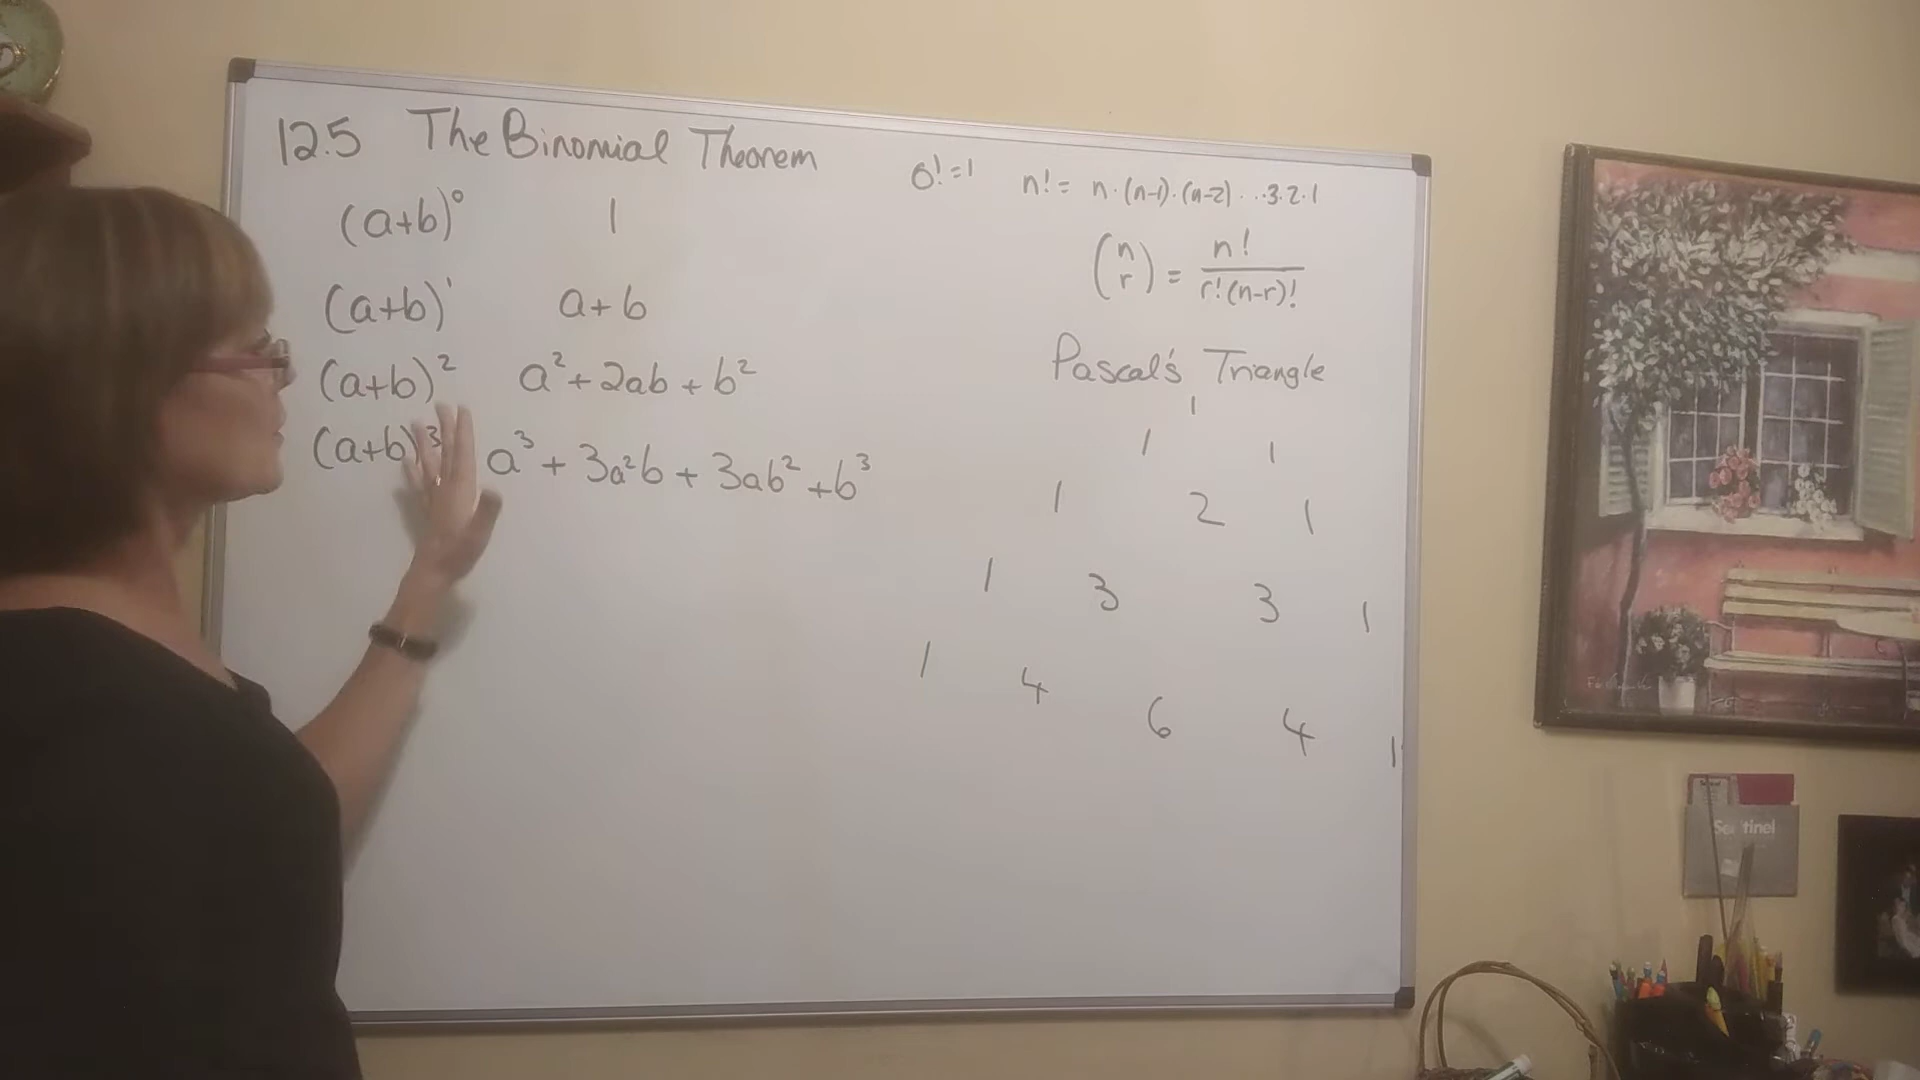 12.5 The Binomial Theorem
0! = 1
n! = n·(n-1)·(n-2)···3·2·1
(a+b)⁰ 1
(n r) = n! / r!(n-r)!
(a+b)¹ a+b
(a+b)² a²+2ab+b²
(a+b)³ a³+3a²b+3ab²+b³
Pascal's Triangle
1
1 1
1 2 1
1 3 3 1
1 4 6 4 1